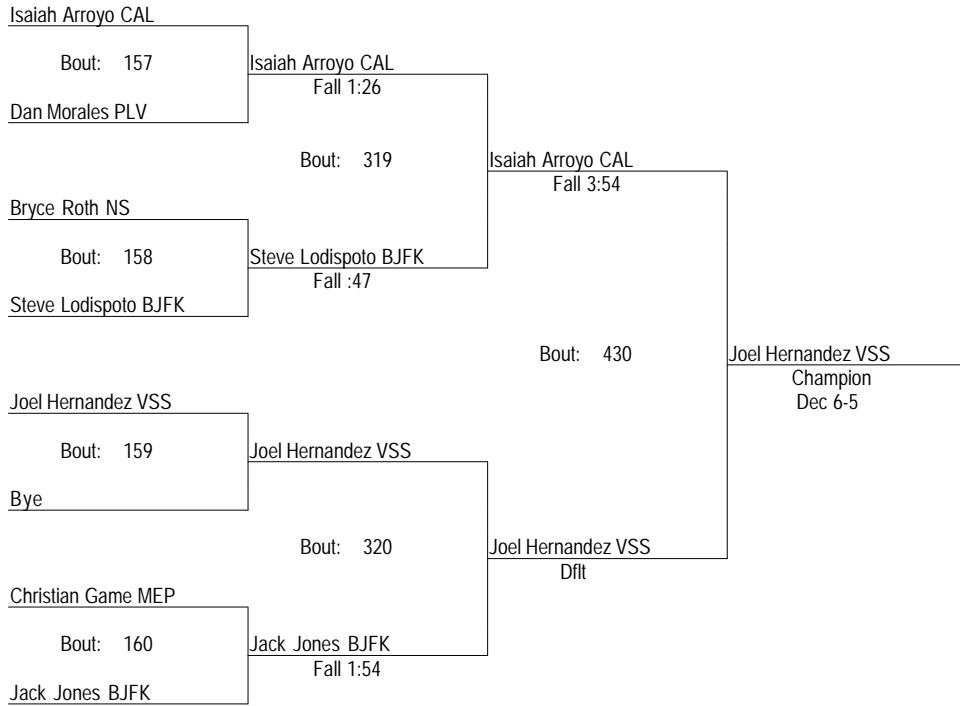 Isaiah Arroyo CAL
Bout: 157
Isaiah Arroyo CAL
Fall 1:26
Dan Morales PLV
Bout: 319
Isaiah Arroyo CAL
Fall 3:54
Bryce Roth NS
Bout: 158
Steve Lodispoto BJFK
Fall :47
Steve Lodispoto BJFK
Bout: 430
Joel Hernandez VSS
Champion
Dec 6-5
Joel Hernandez VSS
Bout: 159
Joel Hernandez VSS
Bye
Bout: 320
Joel Hernandez VSS
Dflt
Christian Game MEP
Bout: 160
Jack Jones BJFK
Fall 1:54
Jack Jones BJFK